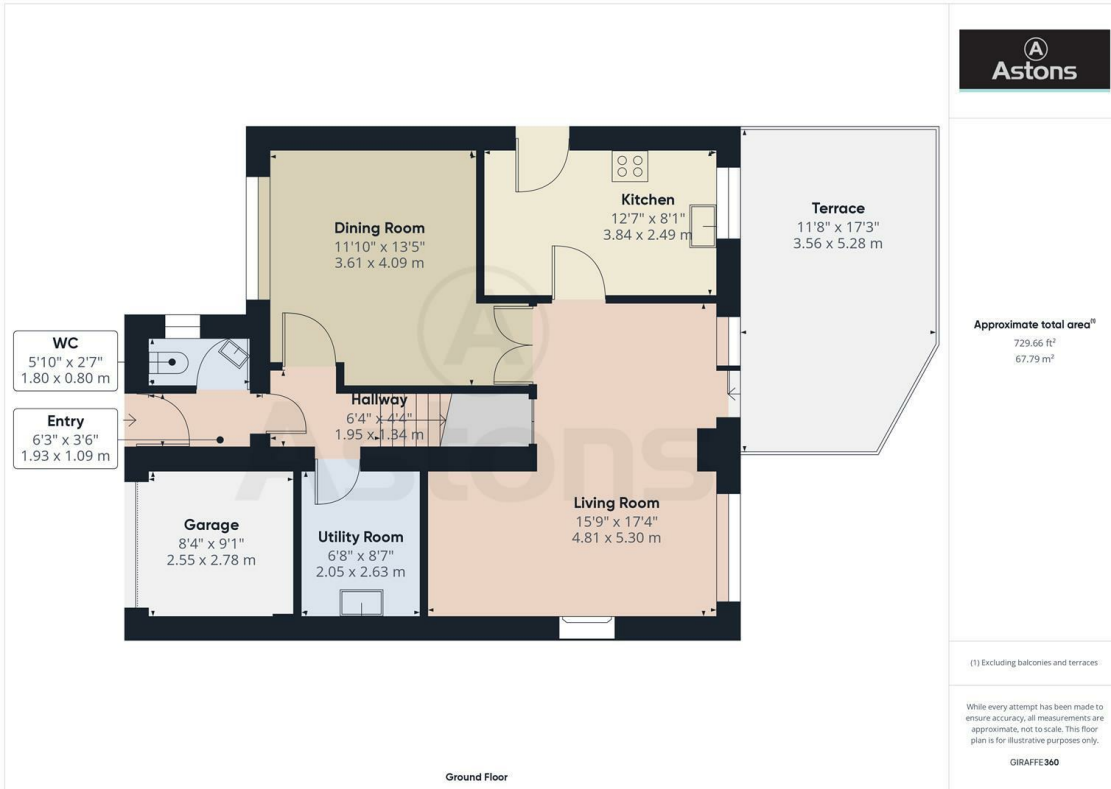 A
Astons
Dining Room
11'10" x 13'5"
3.61 x 4.09 m
Kitchen
12'7" x 8'1"
3.84 x 2.49 m
Terrace
11'8" x 17'3"
3.56 x 5.28 m
WC
5'10" x 2'7"
1.80 x 0.80 m
Entry
6'3" x 3'6"
1.93 x 1.09 m
Hallway
6'4" x 4'4"
1.95 x 1.34 m
Garage
8'4" x 9'1"
2.55 x 2.78 m
Utility Room
6'8" x 8'7"
2.05 x 2.63 m
Living Room
15'9" x 17'4"
4.81 x 5.30 m
A
Astons
Ground Floor
Approximate total area⁽¹⁾
729.66 ft²
67.79 m²
(1) Excluding balconies and terraces
While every attempt has been made to
ensure accuracy, all measurements are
approximate, not to scale. This floor
plan is for illustrative purposes only.
GIRAFFE360